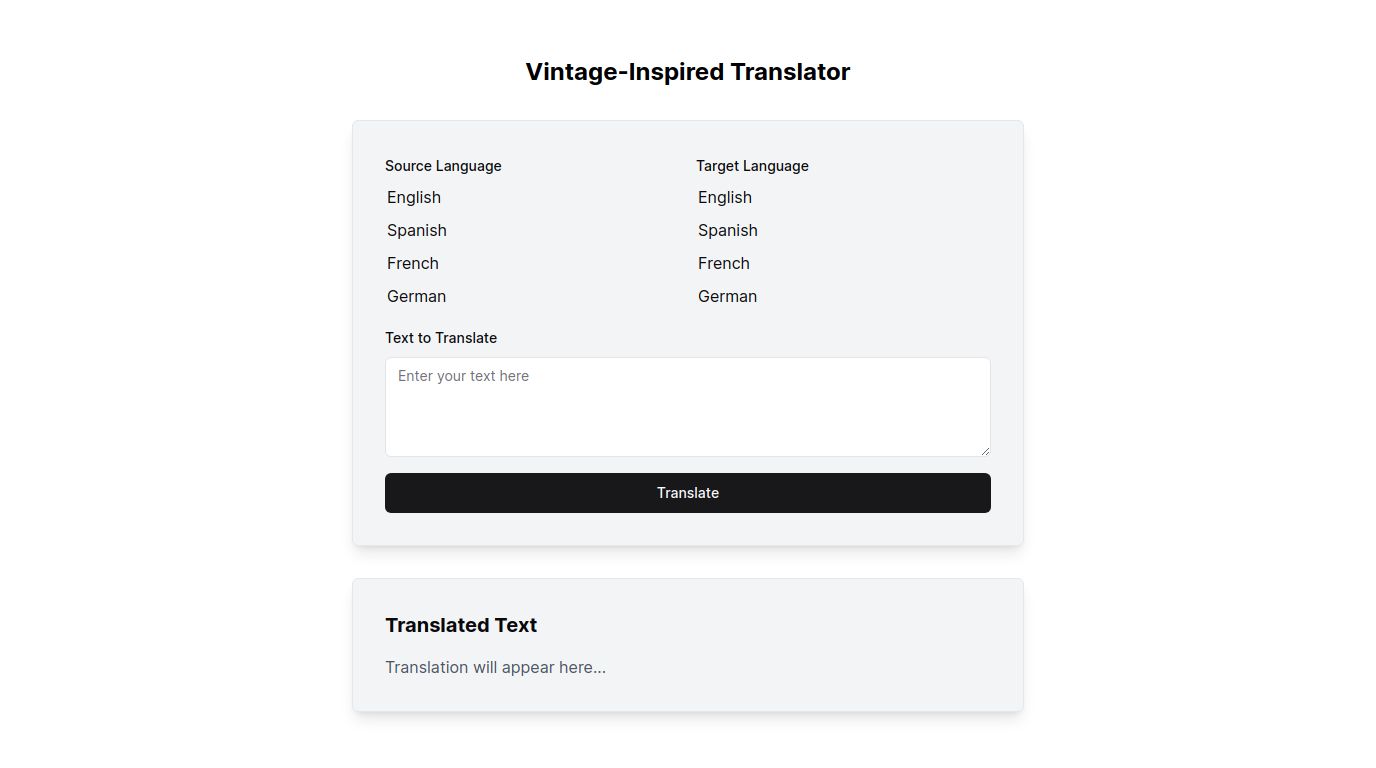 Vintage-Inspired Translator
Source Language
English
Spanish
French
German
Target Language
English
Spanish
French
German
Text to Translate
Enter your text here
Translate
Translated Text
Translation will appear here...